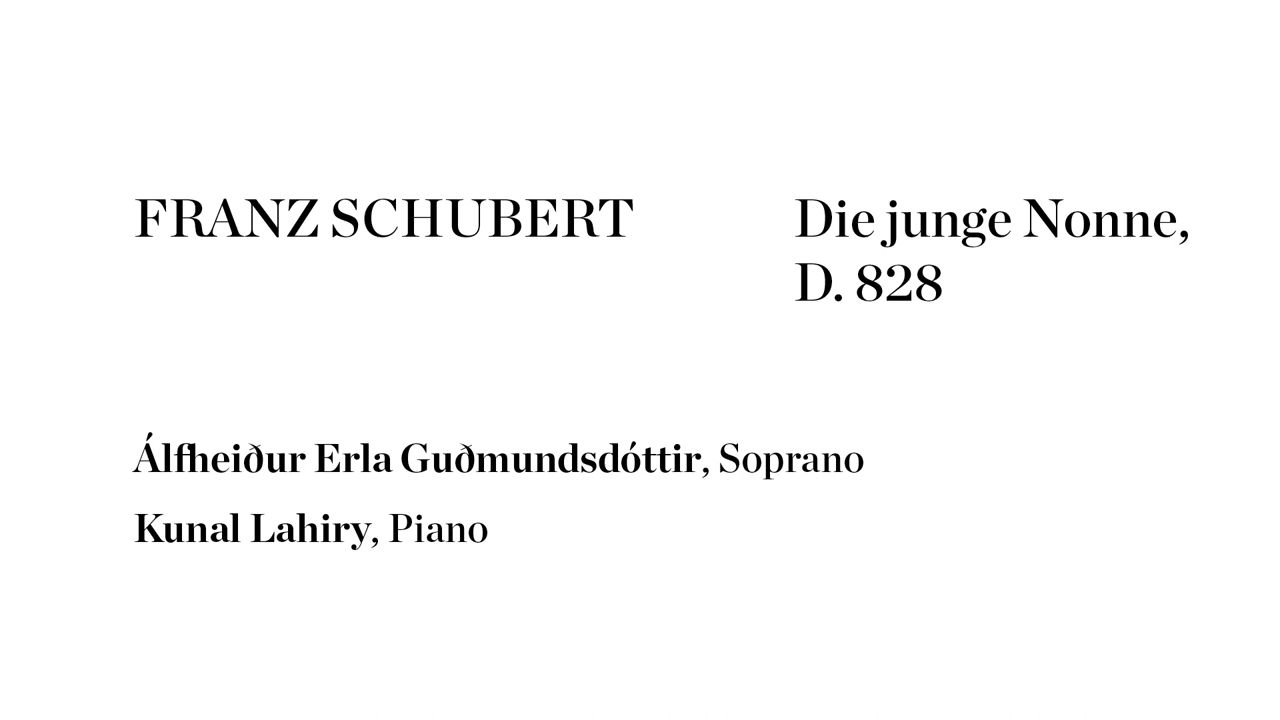 FRANZ SCHUBERT
Die junge Nonne,
D. 828
Álfheiður Erla Guðmundsdóttir, Soprano
Kunal Lahiry, Piano